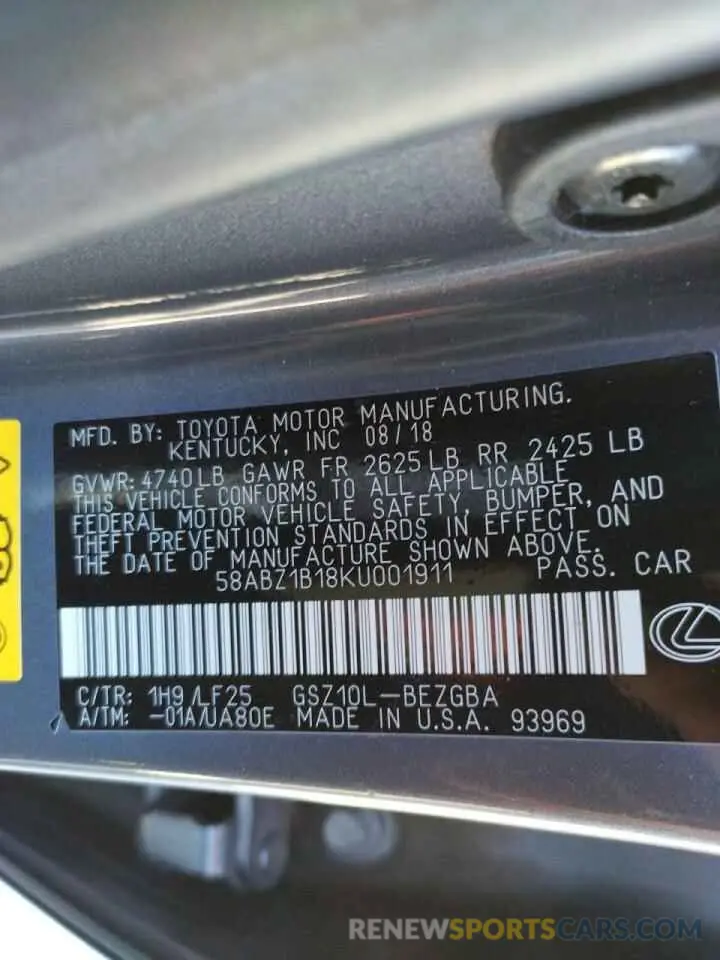 MFD. BY: TOYOTA MOTOR MANUFACTURING.
KENTUCKY, INC 08/18
GVWR: 4740LB GAWR FR 2625 LB RR 2425 LB
THIS VEHICLE CONFORMS TO ALL APPLICABLE
FEDERAL MOTOR VEHICLE SAFETY, BUMPER, AND
THEFT PREVENTION STANDARDS IN EFFECT ON
THE DATE OF MANUFACTURE SHOWN ABOVE.
58ABZ1B18KU001911 PASS. CAR
C/TR: 1H9 /LF25 GSZ10L-BEZGBA
A/TM: -01A/UA80E MADE IN U.S.A. 93969
RENEWSPORTSCARS.COM